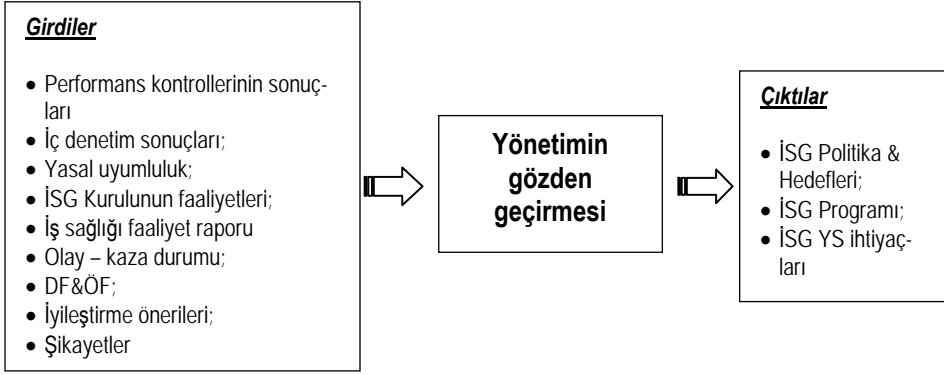 Girdiler
• Performans kontrollerinin sonuç-
ları
• İç denetim sonuçları;
• Yasal uyumluluk;
• İSG Kurulunun faaliyetleri;
• İş sağlığı faaliyet raporu
• Olay – kaza durumu;
• DF&ÖF;
• İyileştirme önerileri;
• Şikayetler
Yönetimin
gözden
geçirmesi
Çıktılar
• İSG Politika &
Hedefleri;
• İSG Programı;
• İSG YS ihtiyaç-
ları